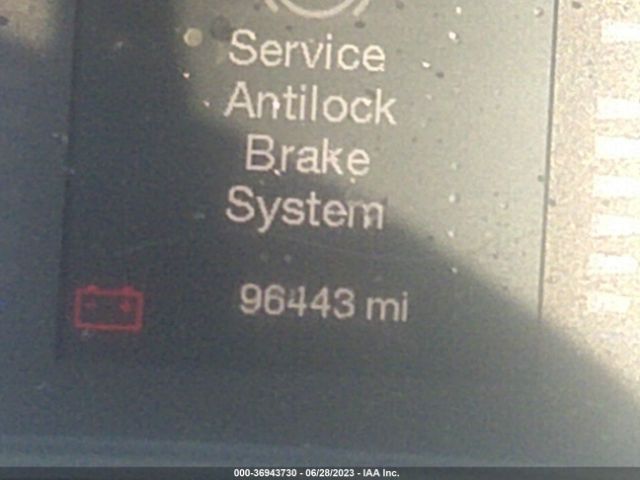 Service
Antilock
Brake
System
96443 mi
000-36943730 - 06/28/2023 - IAA Inc.